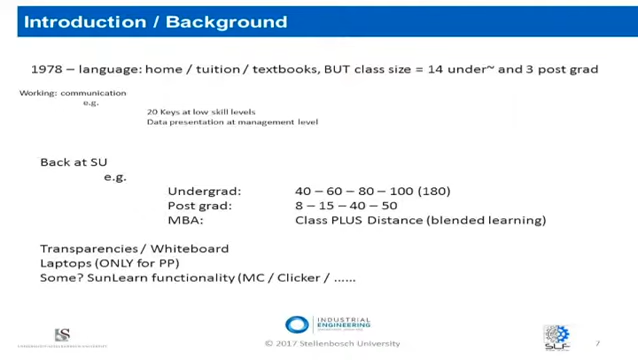 Introduction / Background
1978 – language: home / tuition / textbooks, BUT class size = 14 under~ and 3 post grad
Working: communication
e.g.
20 Keys at low skill levels
Data presentation at management level
Back at SU
e.g.
Undergrad: 40 – 60 – 80 – 100 (180)
Post grad: 8 – 15 – 40 – 50
MBA: Class PLUS Distance (blended learning)
Transparencies / Whiteboard
Laptops (ONLY for PP)
Some? SunLearn functionality (MC / Clicker / ......
INDUSTRIAL
ENGINEERING
SLF
© 2017 Stellenbosch University
7